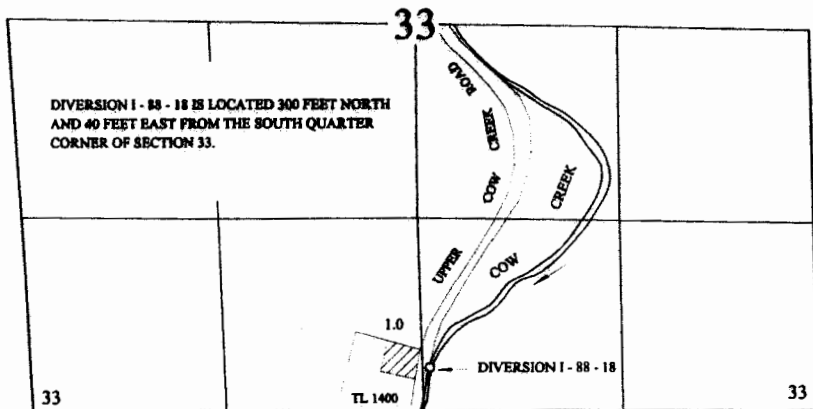 33
DIVERSION I - 88 - 18 IS LOCATED 300 FEET NORTH
AND 40 FEET EAST FROM THE SOUTH QUARTER
CORNER OF SECTION 33.
UPPER COW CREEK ROAD
COW CREEK
1.0
DIVERSION I - 88 - 18
33
TL 1400
33